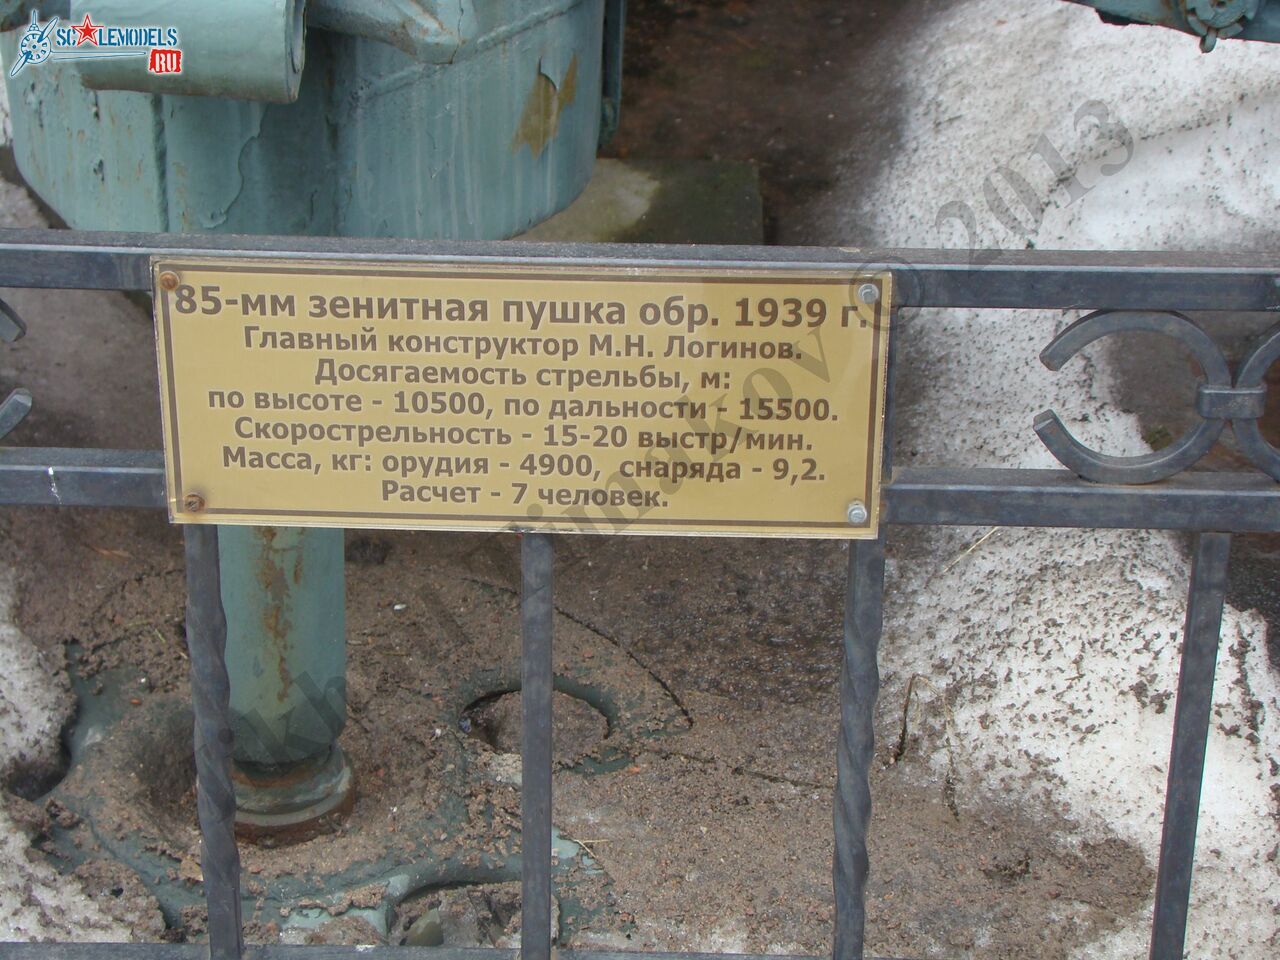 SCALEMODELS
.RU
85-мм зенитная пушка обр. 1939 г.
Главный конструктор М.Н. Логинов.
Досягаемость стрельбы, м:
по высоте - 10500, по дальности - 15500.
Скорострельность - 15-20 выстр/мин.
Масса, кг: орудия - 4900, снаряда - 9,2.
Расчет - 7 человек.
© 2013